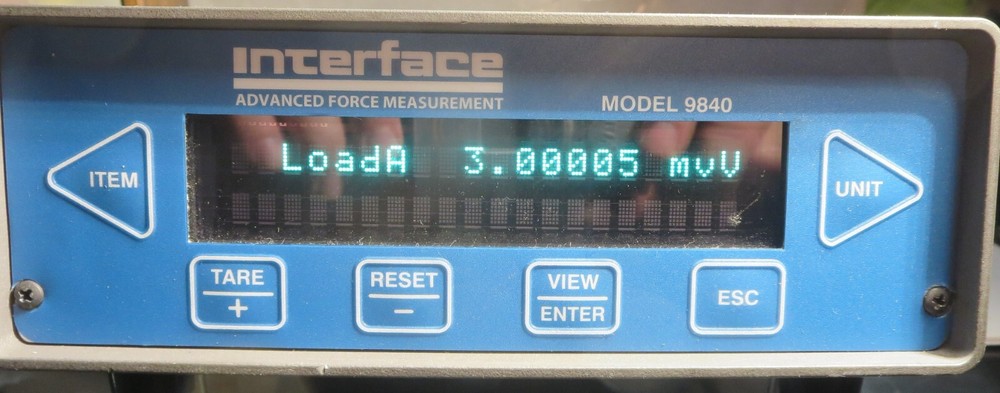 Interface
ADVANCED FORCE MEASUREMENT
MODEL 9840
LoadA 3.00005 mvV
ITEM
UNIT
TARE
+
RESET
−
VIEW
ENTER
ESC